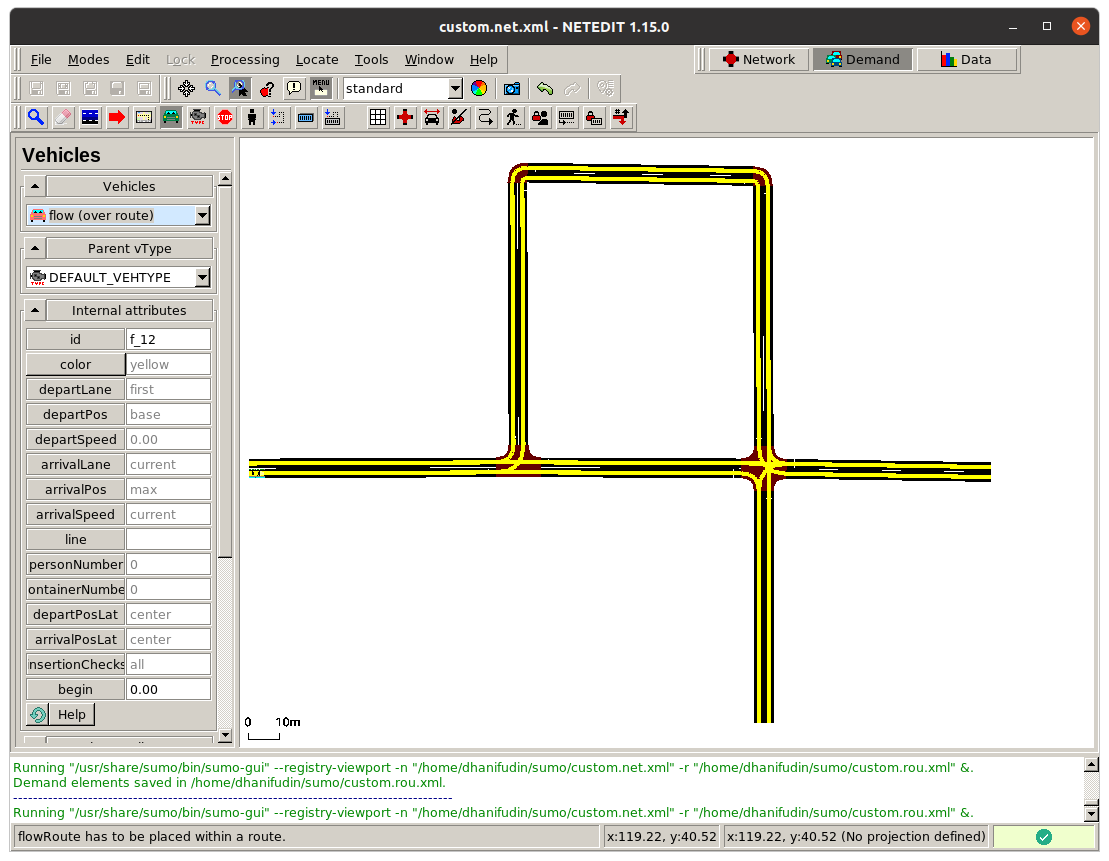 custom.net.xml - NETEDIT 1.15.0
File Modes Edit Lock Processing Locate Tools Window Help
Network Demand Data
MENU standard
TYPE STOP
Vehicles
Vehicles
flow (over route)
Parent vType
TYPE DEFAULT_VEHTYPE
Internal attributes
id f_12
color yellow
departLane first
departPos base
departSpeed 0.00
arrivalLane current
arrivalPos max
arrivalSpeed current
line
personNumber 0
ontainerNumbe 0
departPosLat center
arrivalPosLat center
nsertionChecks all
begin 0.00
Help
0 10m
Running "/usr/share/sumo/bin/sumo-gui" --registry-viewport -n "/home/dhanifudin/sumo/custom.net.xml" -r "/home/dhanifudin/sumo/custom.rou.xml" &.
Demand elements saved in /home/dhanifudin/sumo/custom.rou.xml.
Running "/usr/share/sumo/bin/sumo-gui" --registry-viewport -n "/home/dhanifudin/sumo/custom.net.xml" -r "/home/dhanifudin/sumo/custom.rou.xml" &.
flowRoute has to be placed within a route. x:119.22, y:40.52 x:119.22, y:40.52 (No projection defined)